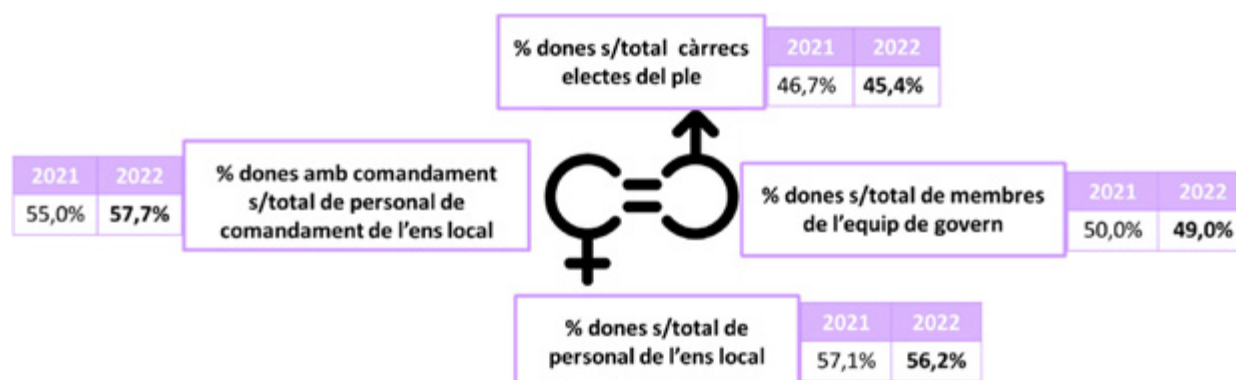 % dones s/total càrrecs
electes del ple
2021 2022
46,7% 45,4%
2021 2022
55,0% 57,7%
% dones amb comandament
s/total de personal de
comandament de l'ens local
% dones s/total de membres
de l'equip de govern
2021 2022
50,0% 49,0%
% dones s/total de
personal de l'ens local
2021 2022
57,1% 56,2%